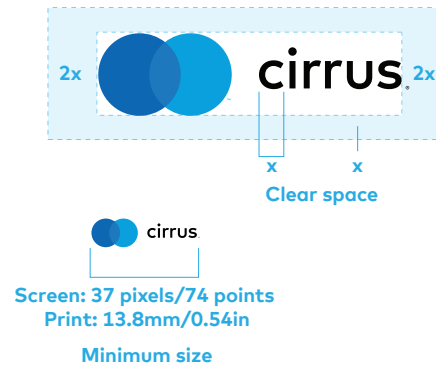 2x
cirrus
2x
x
x
Clear space
cirrus
Screen: 37 pixels/74 points
Print: 13.8mm/0.54in
Minimum size